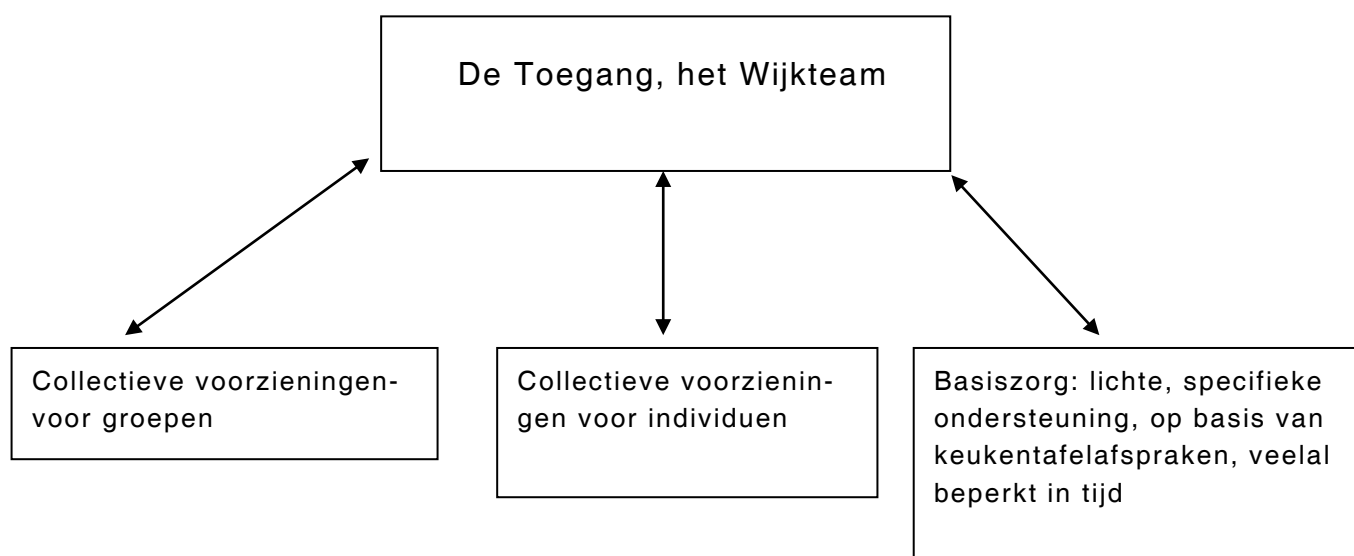 De Toegang, het Wijkteam
Collectieve voorzieningen-
voor groepen
Collectieve voorzienin-
gen voor individuen
Basiszorg: lichte, specifieke
ondersteuning, op basis van
keukentafelafspraken, veelal
beperkt in tijd